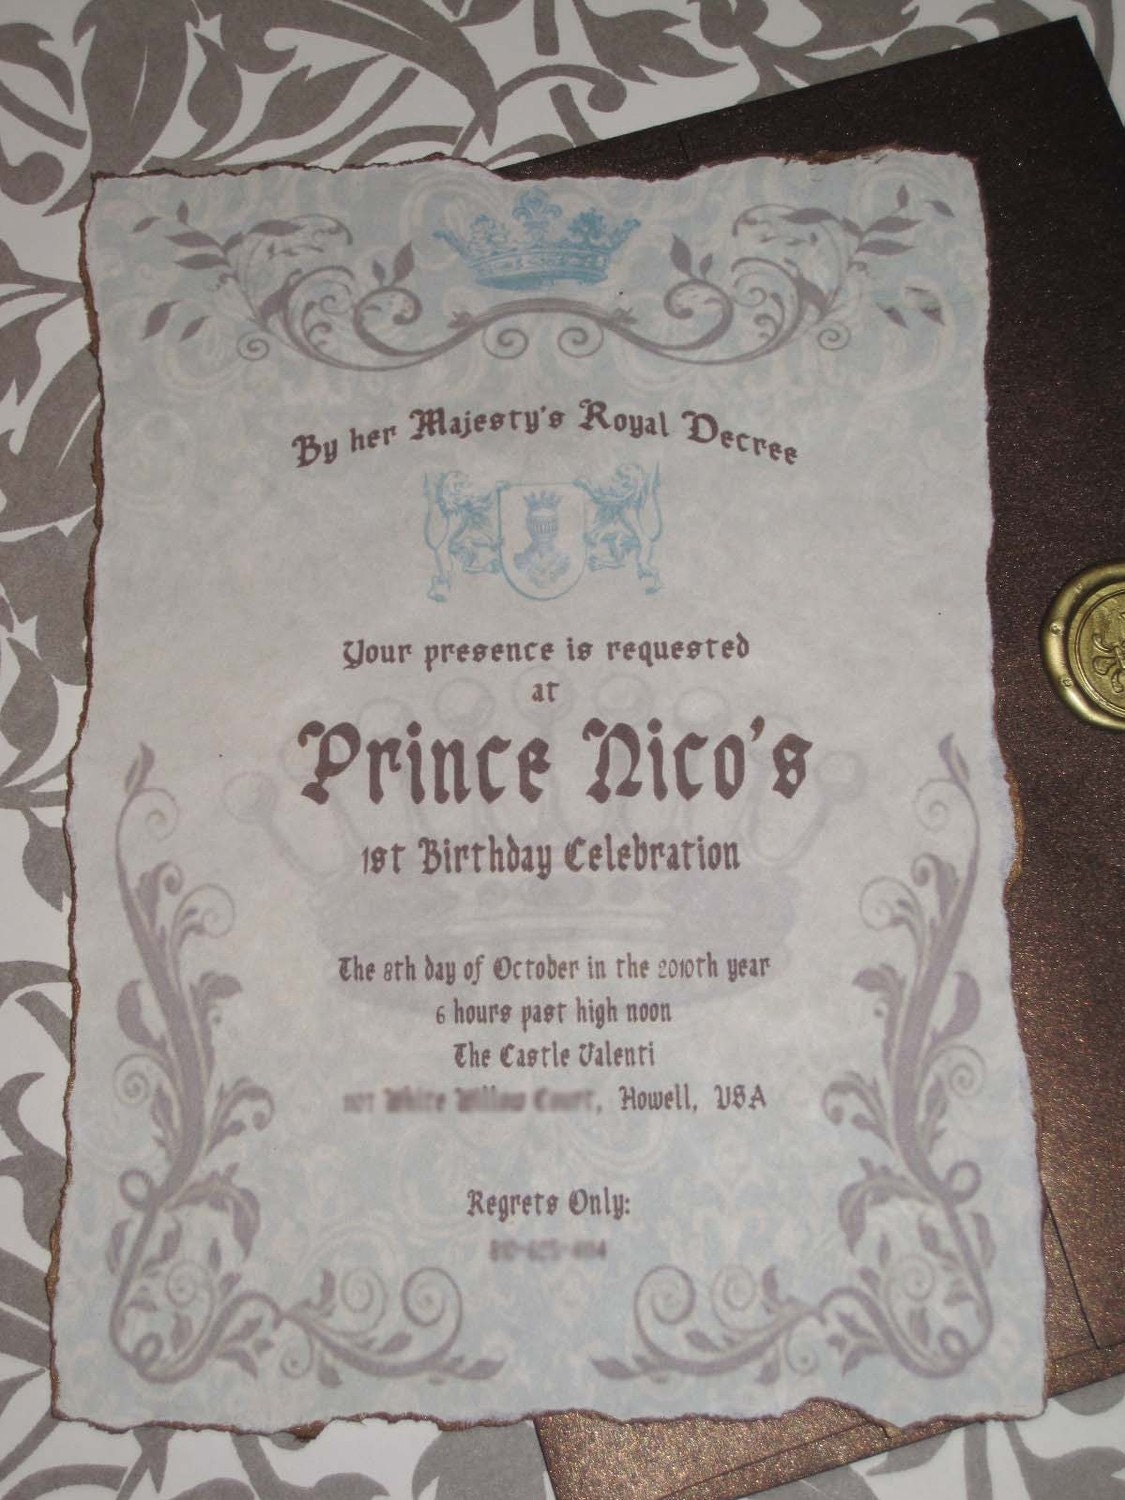 By her Majesty's Royal Decree
Your presence is requested
at
Prince Nico's
1st Birthday Celebration
The 8th day of October in the 2010th year
6 hours past high noon
The Castle Valenti
Howell, USA
Regrets Only: